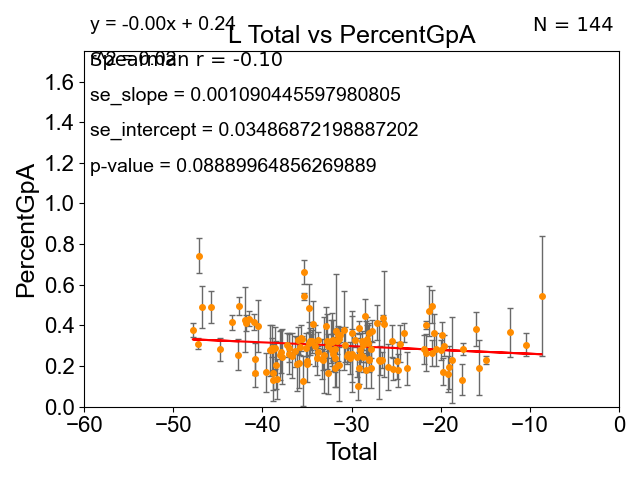 y = -0.00x + 0.24
N = 144
L Total vs PercentGpA
Spearman r = -0.10
se_slope = 0.001090445597980805
se_intercept = 0.03486872198887202
p-value = 0.08889964856269889
PercentGpA
1.6
1.4
1.2
1.0
0.8
0.6
0.4
0.2
0.0
−60
−50
−40
−30
−20
−10
0
Total